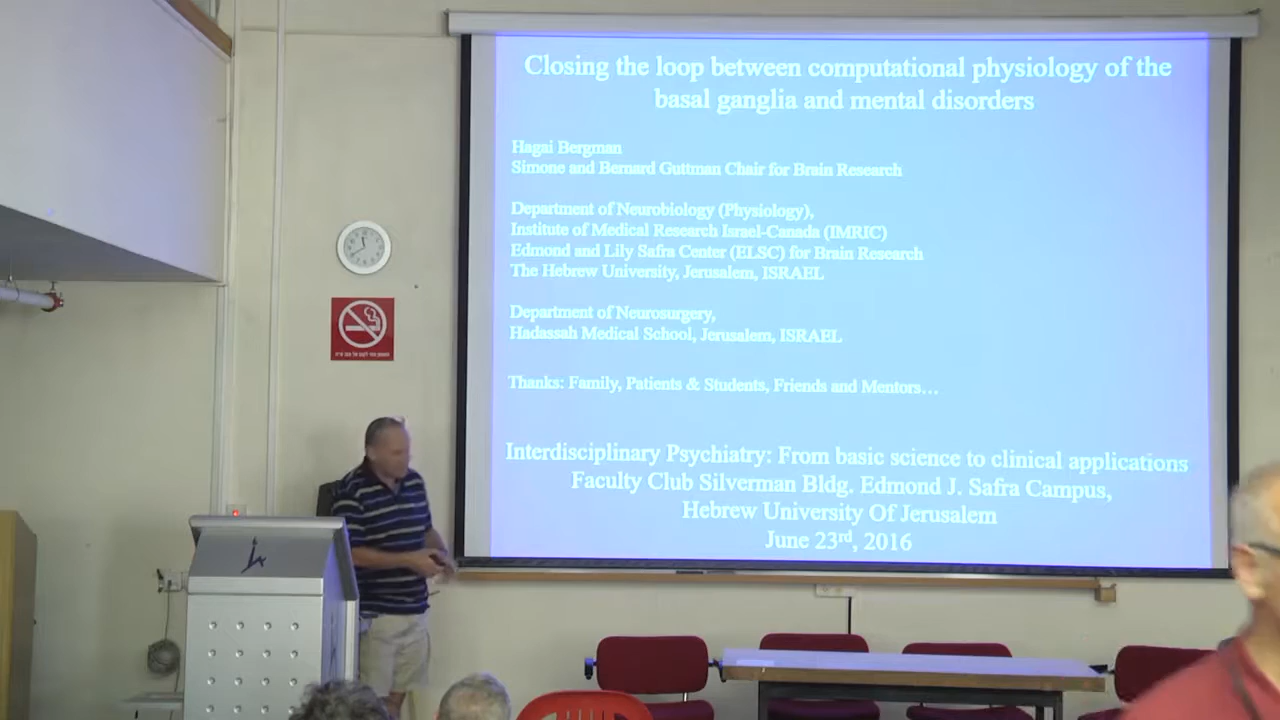 Closing the loop between computational physiology of the
basal ganglia and mental disorders
Hagai Bergman
Simone and Bernard Guttman Chair for Brain Research
Department of Neurobiology (Physiology),
Institute of Medical Research Israel-Canada (IMRIC)
Edmond and Lily Safra Center (ELSC) for Brain Research
The Hebrew University, Jerusalem, ISRAEL
Department of Neurosurgery,
Hadassah Medical School, Jerusalem, ISRAEL
Thanks: Family, Patients & Students, Friends and Mentors…
Interdisciplinary Psychiatry: From basic science to clinical applications
Faculty Club Silverman Bldg. Edmond J. Safra Campus,
Hebrew University Of Jerusalem
June 23rd, 2016